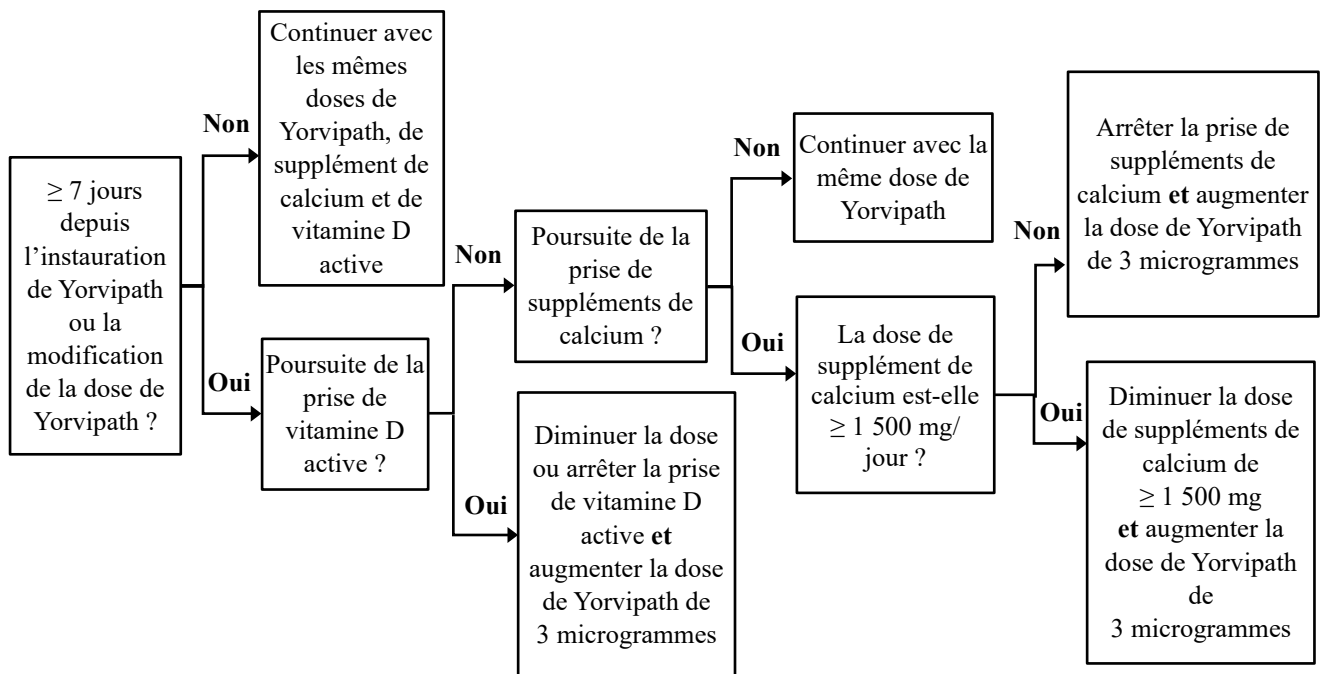 ≥ 7 jours
depuis
l’instauration
de Yorvipath
ou la
modification
de la dose de
Yorvipath ?
Non
Continuer avec
les mêmes
doses de
Yorvipath, de
supplément de
calcium et de
vitamine D
active
Oui
Poursuite de la
prise de
vitamine D
active ?
Non
Poursuite de la
prise de
suppléments de
calcium ?
Oui
Diminuer la dose
ou arrêter la prise
de vitamine D
active et
augmenter la dose
de Yorvipath de
3 microgrammes
Non
Continuer avec la
même dose de
Yorvipath
Oui
La dose de
supplément de
calcium est-elle
≥ 1 500 mg/
jour ?
Non
Arrêter la prise de
suppléments de
calcium et augmenter
la dose de Yorvipath
de 3 microgrammes
Oui
Diminuer la dose
de suppléments de
calcium de
≥ 1 500 mg
et augmenter la
dose de Yorvipath
de
3 microgrammes